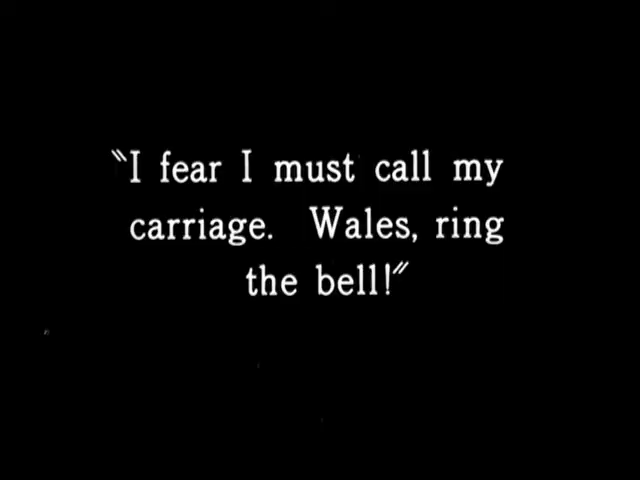 "I fear I must call my
carriage.  Wales, ring
the bell!"